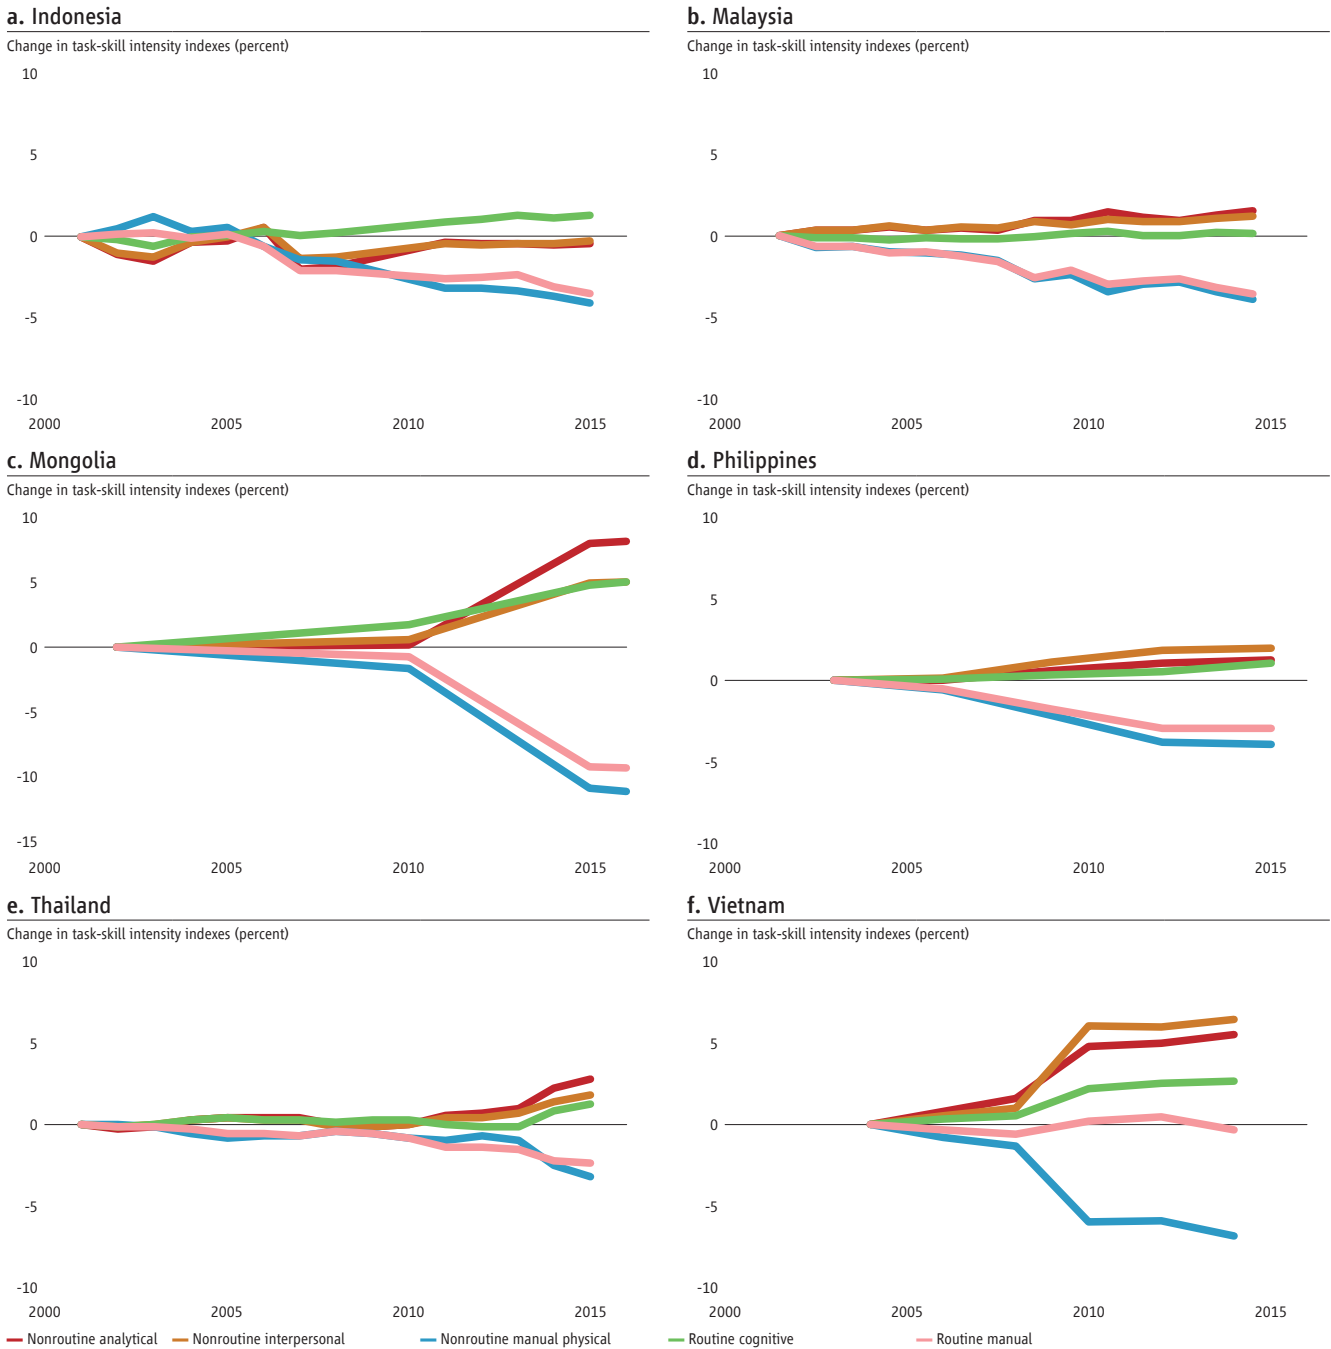 a. Indonesia
Change in task-skill intensity indexes (percent)
10
5
0
-5
-10
2000 2005 2010 2015
b. Malaysia
Change in task-skill intensity indexes (percent)
10
5
0
-5
-10
2000 2005 2010 2015
c. Mongolia
Change in task-skill intensity indexes (percent)
10
5
0
-5
-10
-15
2000 2005 2010 2015
d. Philippines
Change in task-skill intensity indexes (percent)
10
5
0
-5
-10
2000 2005 2010 2015
e. Thailand
Change in task-skill intensity indexes (percent)
10
5
0
-5
-10
2000 2005 2010 2015
f. Vietnam
Change in task-skill intensity indexes (percent)
10
5
0
-5
-10
2000 2005 2010 2015
Nonroutine analytical Nonroutine interpersonal Nonroutine manual physical Routine cognitive Routine manual